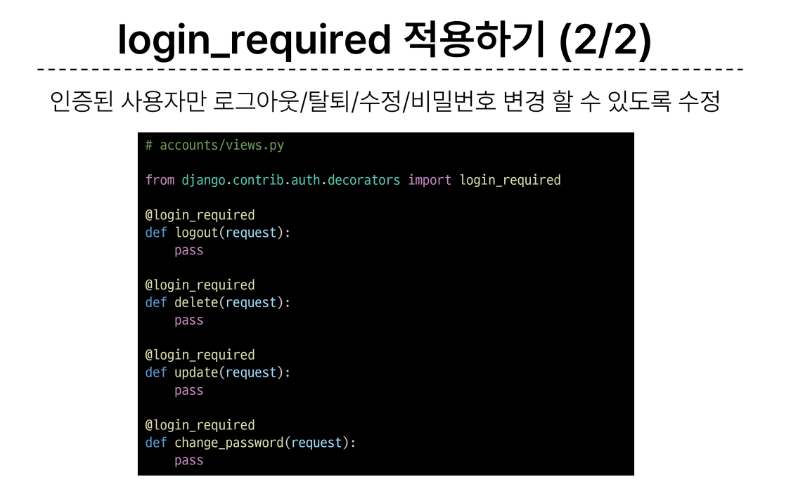 login_required 적용하기 (2/2)
인증된 사용자만 로그아웃/탈퇴/수정/비밀번호 변경 할 수 있도록 수정
# accounts/views.py
from django.contrib.auth.decorators import login_required
@login_required
def logout(request):
    pass
@login_required
def delete(request):
    pass
@login_required
def update(request):
    pass
@login_required
def change_password(request):
    pass